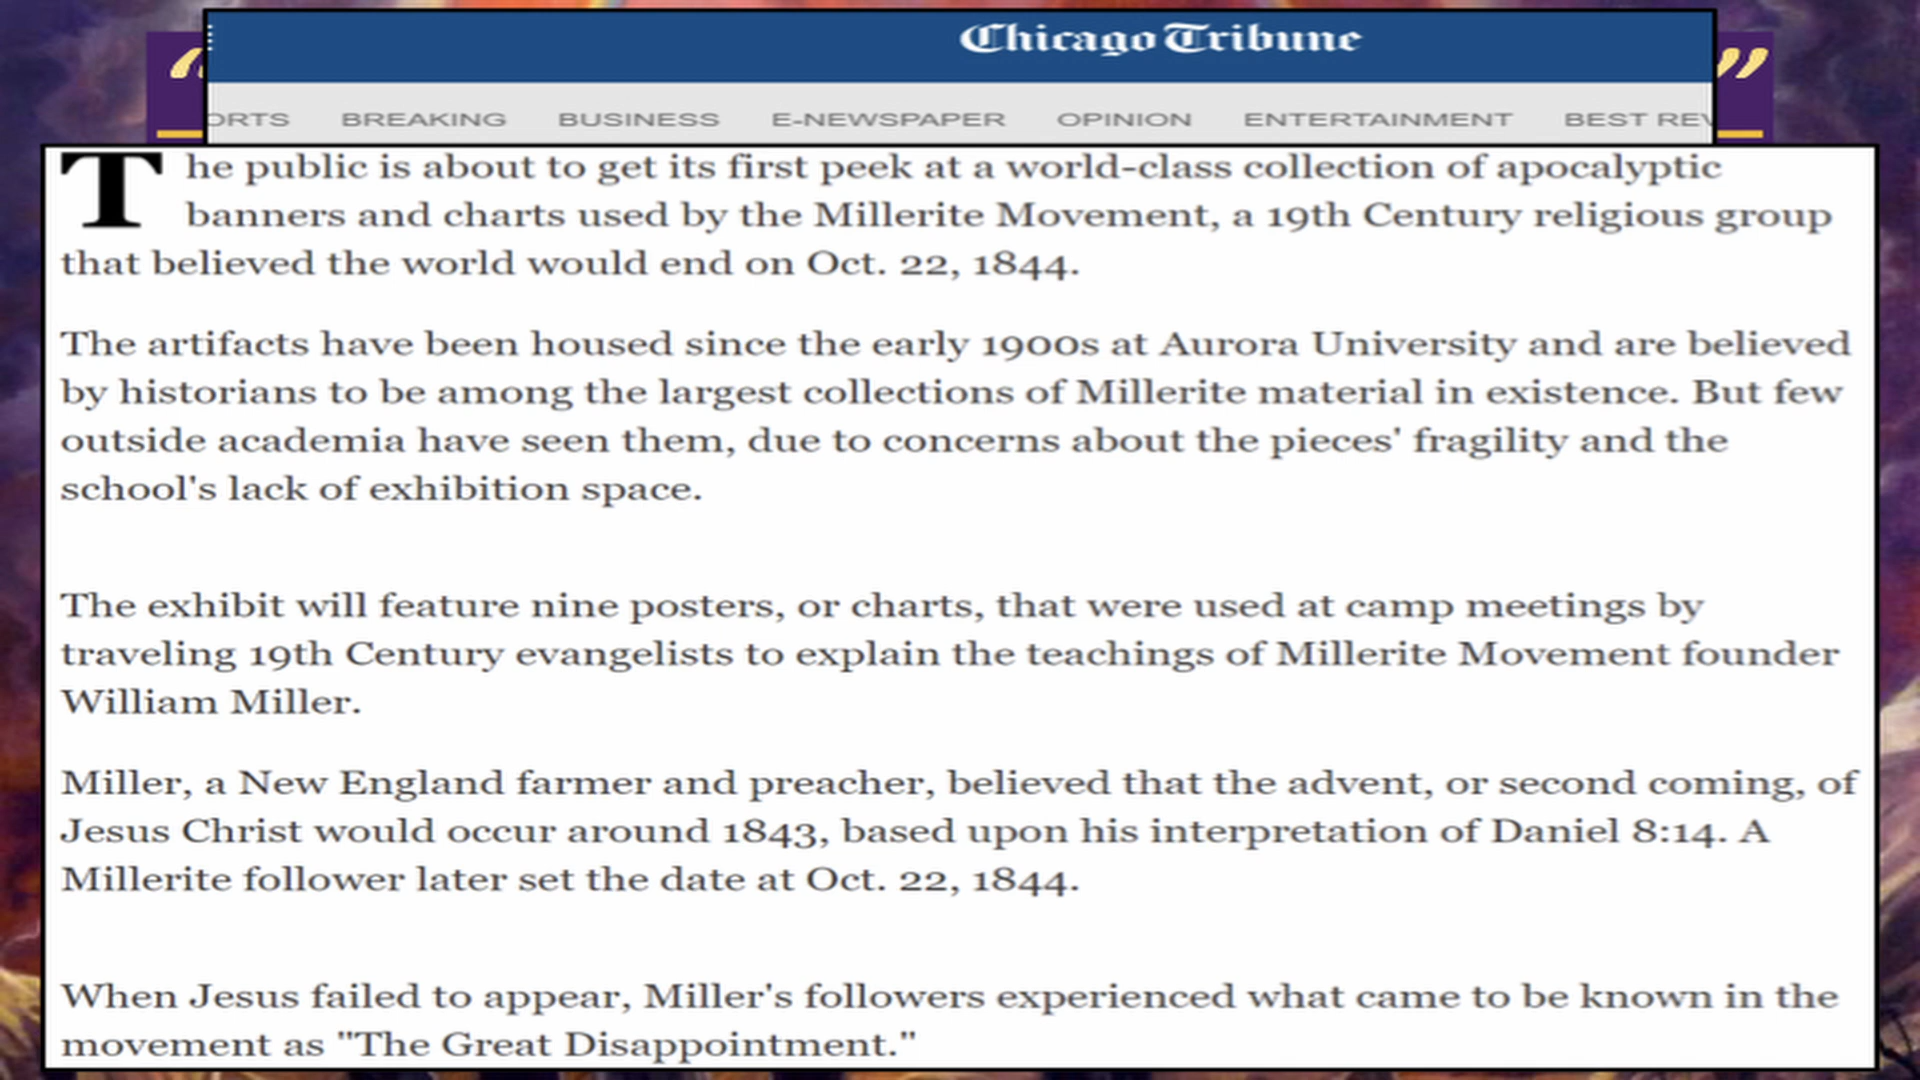 “ ”
Chicago Tribune
ORTS BREAKING BUSINESS E-NEWSPAPER OPINION ENTERTAINMENT BEST REV
The public is about to get its first peek at a world-class collection of apocalyptic
banners and charts used by the Millerite Movement, a 19th Century religious group
that believed the world would end on Oct. 22, 1844.
The artifacts have been housed since the early 1900s at Aurora University and are believed
by historians to be among the largest collections of Millerite material in existence. But few
outside academia have seen them, due to concerns about the pieces' fragility and the
school's lack of exhibition space.
The exhibit will feature nine posters, or charts, that were used at camp meetings by
traveling 19th Century evangelists to explain the teachings of Millerite Movement founder
William Miller.
Miller, a New England farmer and preacher, believed that the advent, or second coming, of
Jesus Christ would occur around 1843, based upon his interpretation of Daniel 8:14. A
Millerite follower later set the date at Oct. 22, 1844.
When Jesus failed to appear, Miller's followers experienced what came to be known in the
movement as "The Great Disappointment."